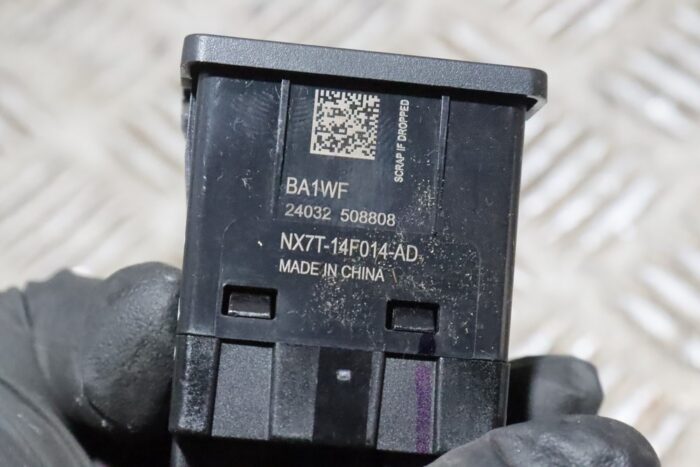 SCRAP IF DROPPED
BA1WF
24032 508808
NX7T-14F014-AD
MADE IN CHINA